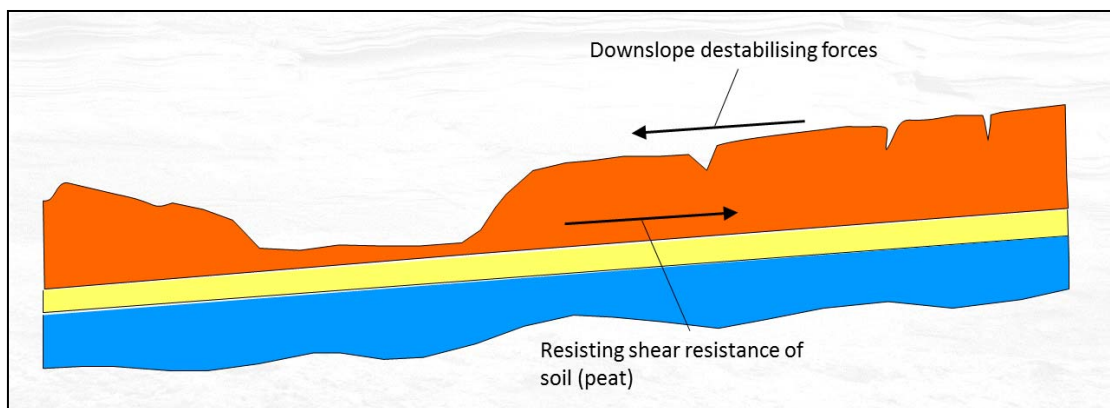 Downslope destabilising forces
Resisting shear resistance of
soil (peat)